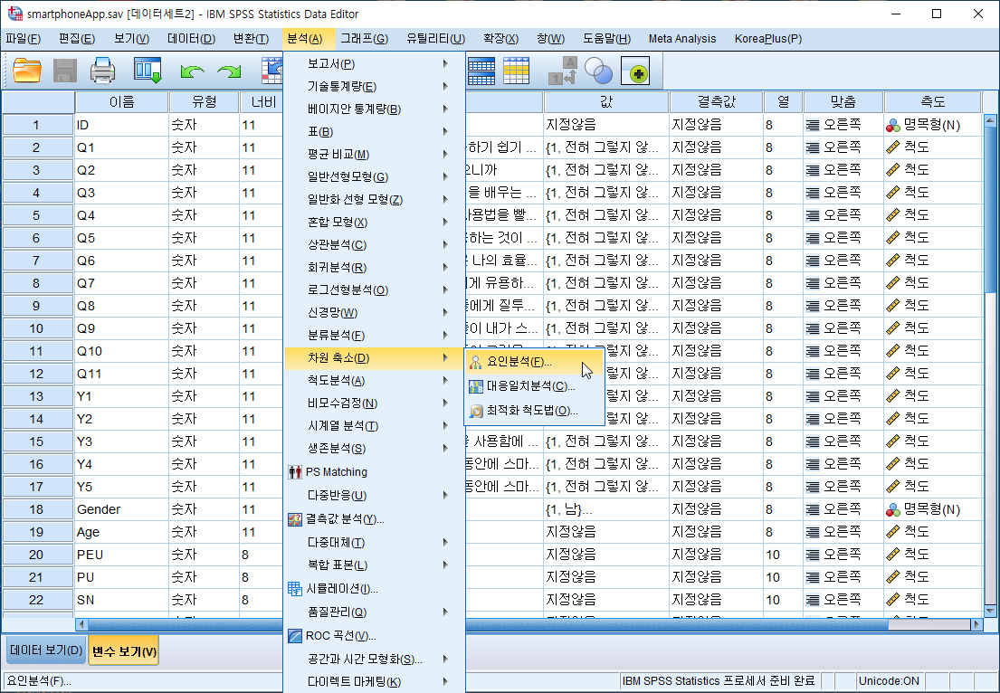 smartphoneApp.sav [데이터세트2] - IBM SPSS Statistics Data Editor
파일(F) 편집(E) 보기(V) 데이터(D) 변환(T) 분석(A) 그래프(G) 유틸리티(U) 확장(X) 창(W) 도움말(H) Meta Analysis KoreaPlus(P)
보고서(P)
기술통계량(E)
베이지안 통계량(B)
표(B)
평균 비교(M)
일반선형모형(G)
일반화 선형 모형(Z)
혼합 모형(X)
상관분석(C)
회귀분석(R)
로그선형분석(O)
신경망(W)
분류분석(F)
차원 축소(D)
척도분석(A)
비모수검정(N)
시계열 분석(T)
생존분석(S)
PS Matching
다중반응(U)
결측값 분석(Y)...
다중대체(T)
복합 표본(L)
시뮬레이션(I)...
품질관리(Q)
ROC 곡선(V)...
공간과 시간 모형화(S)...
다이렉트 마케팅(K)
요인분석(F)...
대응일치분석(C)...
최적화 척도법(O)...
이름 유형 너비 값 결측값 열 맞춤 측도
1 ID 숫자 11 지정않음 지정않음 8 오른쪽 명목형(N)
2 Q1 숫자 11 하기 쉽기 ... {1, 전혀 그렇지 않... 지정않음 8 오른쪽 척도
3 Q2 숫자 11 오니까 {1, 전혀 그렇지 않... 지정않음 8 오른쪽 척도
4 Q3 숫자 11 을 배우는 ... {1, 전혀 그렇지 않... 지정않음 8 오른쪽 척도
5 Q4 숫자 11 사용법을 빨... {1, 전혀 그렇지 않... 지정않음 8 오른쪽 척도
6 Q5 숫자 11 하는 것이 ... {1, 전혀 그렇지 않... 지정않음 8 오른쪽 척도
7 Q6 숫자 11 나의 효율... {1, 전혀 그렇지 않... 지정않음 8 오른쪽 척도
8 Q7 숫자 11 게 유용하... {1, 전혀 그렇지 않... 지정않음 8 오른쪽 척도
9 Q8 숫자 11 들에게 질투... {1, 전혀 그렇지 않... 지정않음 8 오른쪽 척도
10 Q9 숫자 11 들이 내가 스... {1, 전혀 그렇지 않... 지정않음 8 오른쪽 척도
11 Q10 숫자 11 지정않음 8 오른쪽 척도
12 Q11 숫자 11 지정않음 8 오른쪽 척도
13 Y1 숫자 11 지정않음 8 오른쪽 척도
14 Y2 숫자 11 지 않... 지정않음 8 오른쪽 척도
15 Y3 숫자 11 사용함에 ... {1, 전혀 그렇지 않... 지정않음 8 오른쪽 척도
16 Y4 숫자 11 동안에 스마... {1, 전혀 그렇지 않... 지정않음 8 오른쪽 척도
17 Y5 숫자 11 동안에 스마... {1, 전혀 그렇지 않... 지정않음 8 오른쪽 척도
18 Gender 숫자 11 {1, 남}... 지정않음 8 오른쪽 명목형(N)
19 Age 숫자 11 지정않음 지정않음 8 오른쪽 척도
20 PEU 숫자 8 지정않음 지정않음 10 오른쪽 척도
21 PU 숫자 8 지정않음 지정않음 10 오른쪽 척도
22 SN 숫자 8 지정않음 지정않음 10 오른쪽 척도
데이터 보기(D) 변수 보기(V)
요인분석(F)... IBM SPSS Statistics 프로세서 준비 완료 Unicode:ON